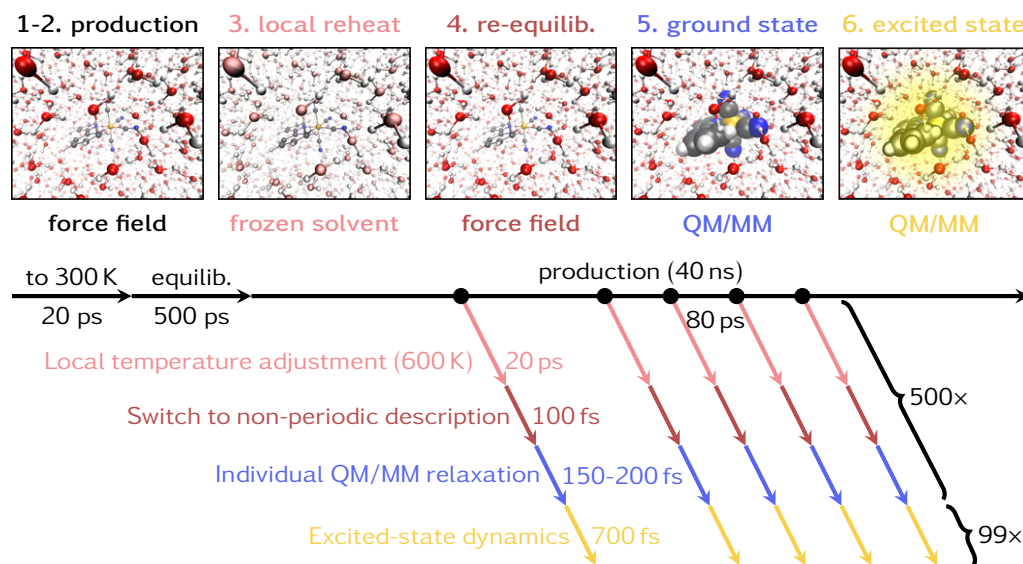 1-2. production
3. local reheat
4. re-equilib.
5. ground state
6. excited state
force field
frozen solvent
force field
QM/MM
QM/MM
to 300 K
equilib.
production (40 ns)
20 ps
500 ps
80 ps
Local temperature adjustment (600 K)
20 ps
500×
Switch to non-periodic description
100 fs
Individual QM/MM relaxation
150-200 fs
Excited-state dynamics
700 fs
99×